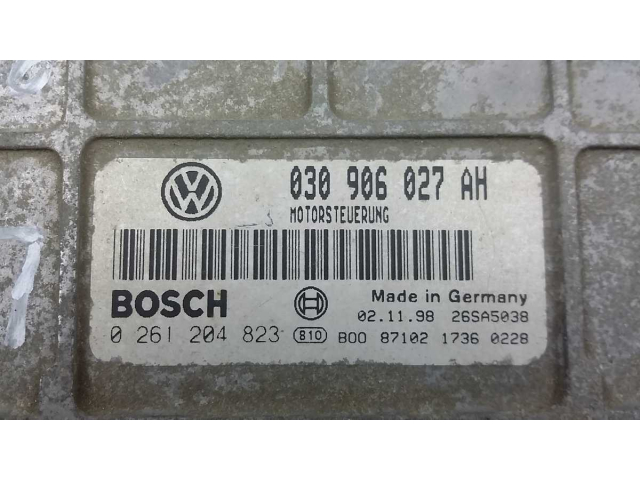 030 906 027 AH
MOTORSTEUERUNG
BOSCH
Made in Germany
02.11.98 26SA5038
0 261 204 823 B10 B00 87102 1736 0228